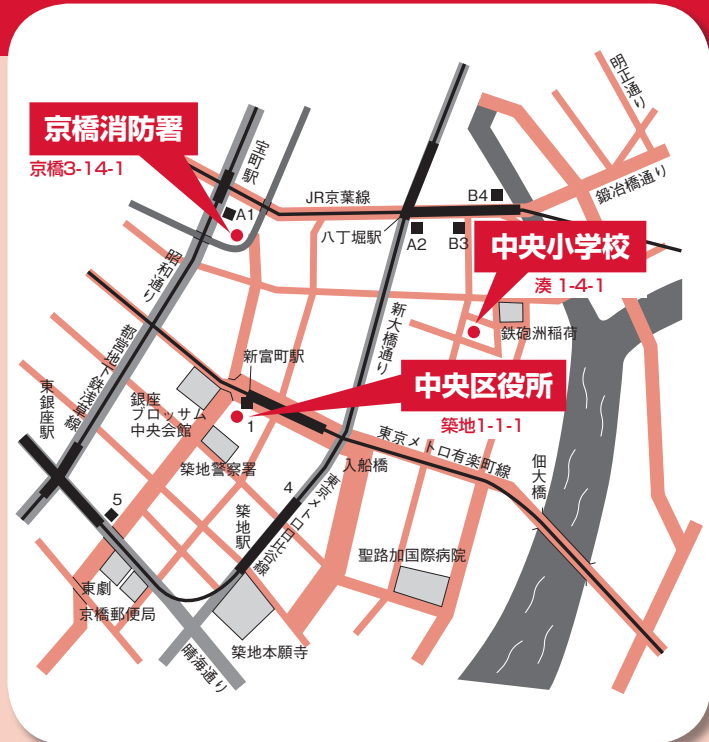 京橋消防署
京橋3-14-1
宝町駅
A1
JR京葉線
八丁堀駅
A2
B3
B4
明正通り
鍛冶橋通り
中央小学校
湊 1-4-1
鉄砲洲稲荷
昭和通り
都営地下鉄浅草線
新大橋通り
新富町駅
中央区役所
築地1-1-1
1
銀座
ブロッサム
中央会館
築地警察署
東銀座駅
入船橋
東京メトロ有楽町線
佃大橋
5
4
築地駅
東京メトロ日比谷線
聖路加国際病院
東劇
京橋郵便局
築地本願寺
晴海通り